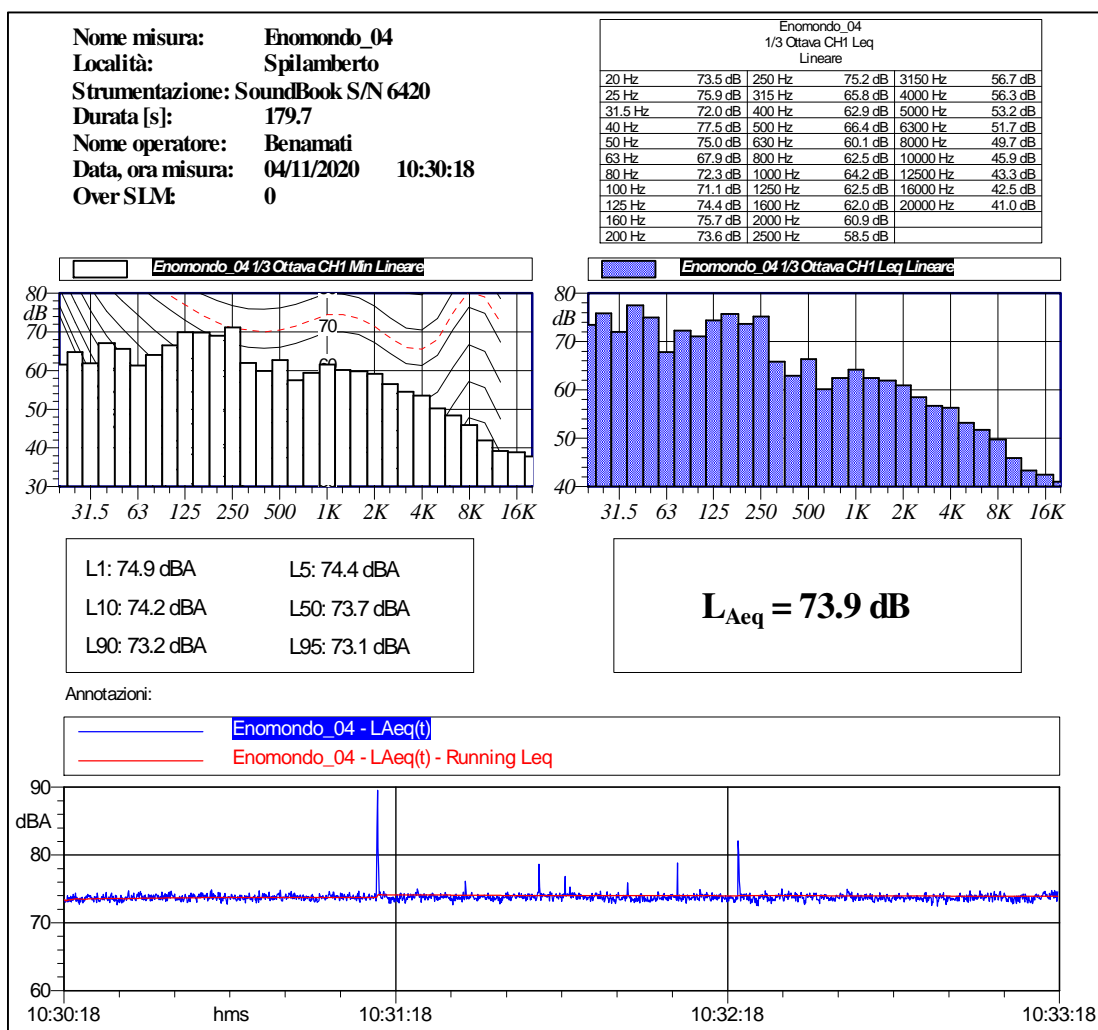 Nome misura: Enomondo_04
Località: Spilamberto
Strumentazione: SoundBook S/N 6420
Durata [s]: 179.7
Nome operatore: Benamati
Data, ora misura: 04/11/2020 10:30:18
Over SLM: 0
Enomondo_04
1/3 Ottava CH1 Leq
Lineare
20 Hz 73.5 dB 250 Hz 75.2 dB 3150 Hz 56.7 dB
25 Hz 75.9 dB 315 Hz 65.8 dB 4000 Hz 56.3 dB
31.5 Hz 72.0 dB 400 Hz 62.9 dB 5000 Hz 53.2 dB
40 Hz 77.5 dB 500 Hz 66.4 dB 6300 Hz 51.7 dB
50 Hz 75.0 dB 630 Hz 60.1 dB 8000 Hz 49.7 dB
63 Hz 67.9 dB 800 Hz 62.5 dB 10000 Hz 45.9 dB
80 Hz 72.3 dB 1000 Hz 64.2 dB 12500 Hz 43.3 dB
100 Hz 71.1 dB 1250 Hz 62.5 dB 16000 Hz 42.5 dB
125 Hz 74.4 dB 1600 Hz 62.0 dB 20000 Hz 41.0 dB
160 Hz 75.7 dB 2000 Hz 60.9 dB
200 Hz 73.6 dB 2500 Hz 58.5 dB
Enomondo_04 1/3 Ottava CH1 Min Lineare
80
dB
70
60
50
40
30
70
31.5 63 125 250 500 1K 2K 4K 8K 16K
Enomondo_04 1/3 Ottava CH1 Leq Lineare
80
dB
70
60
50
40
31.5 63 125 250 500 1K 2K 4K 8K 16K
L1: 74.9 dBA L5: 74.4 dBA
L10: 74.2 dBA L50: 73.7 dBA
L90: 73.2 dBA L95: 73.1 dBA
LAeq = 73.9 dB
Annotazioni:
Enomondo_04 - LAeq(t)
Enomondo_04 - LAeq(t) - Running Leq
90
dBA
80
70
60
10:30:18 hms 10:31:18 10:32:18 10:33:18